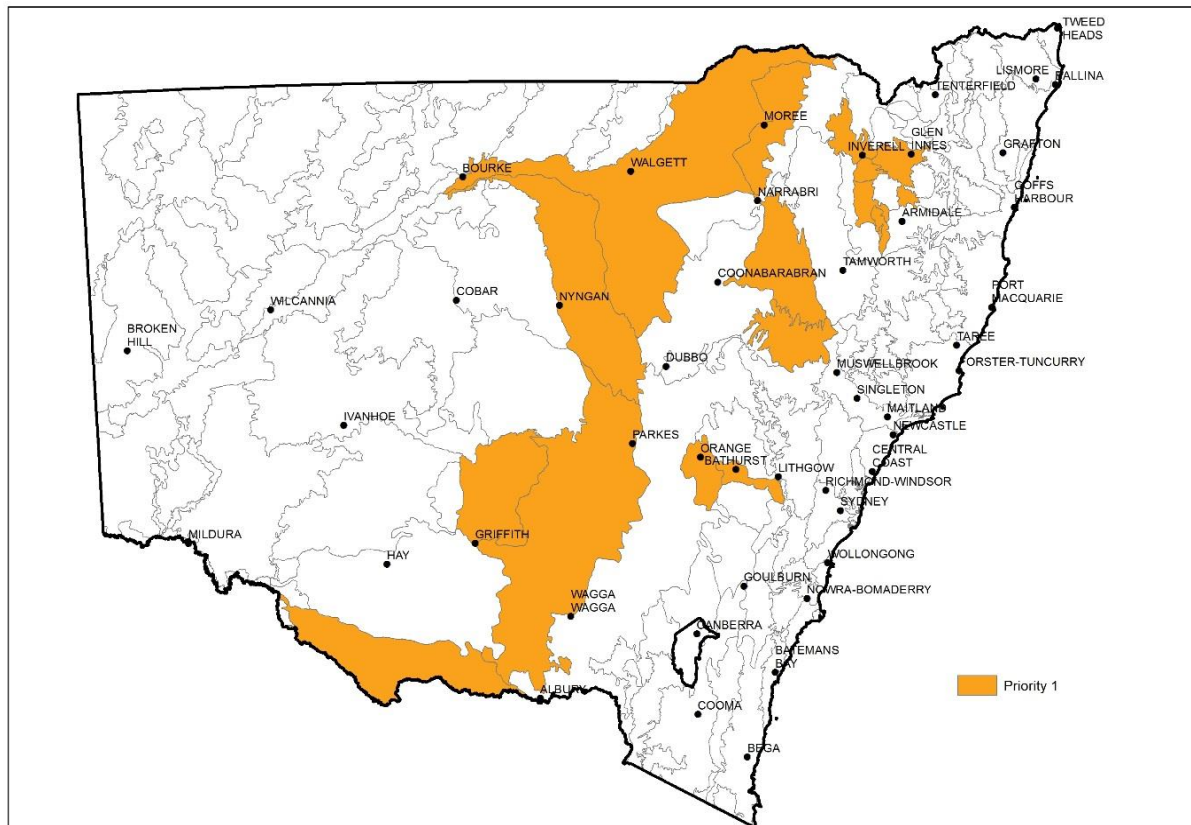 TWEED
HEADS
LISMORE
BALLINA
TENTERFIELD
MOREE
GLEN
INNES
INVERELL
GRAFTON
BOURKE
WALGETT
NARRABRI
COFFS
HARBOUR
ARMIDALE
TAMWORTH
COONABARABRAN
COBAR
NYNGAN
WILCANNIA
PORT
MACQUARIE
BROKEN
HILL
TAREE
DUBBO
MUSWELLBROOK
FORSTER-TUNCURRY
SINGLETON
MAITLAND
NEWCASTLE
IVANHOE
PARKES
ORANGE
BATHURST
CENTRAL
COAST
LITHGOW
RICHMOND-WINDSOR
SYDNEY
MILDURA
GRIFFITH
HAY
WOLLONGONG
GOULBURN
NOWRA-BOMADERRY
WAGGA
WAGGA
CANBERRA
BATEMANS
BAY
ALBURY
Priority 1
COOMA
BEGA